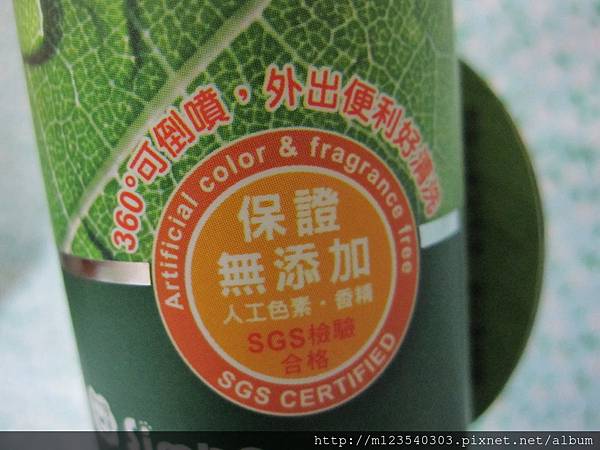 360°可倒噴，外出便利好清洗
Artificial color & fragrance free
保證
無添加
人工色素·香精
SGS檢驗
合格
SGS CERTIFIED
http://m123540303.pixnet.net/album